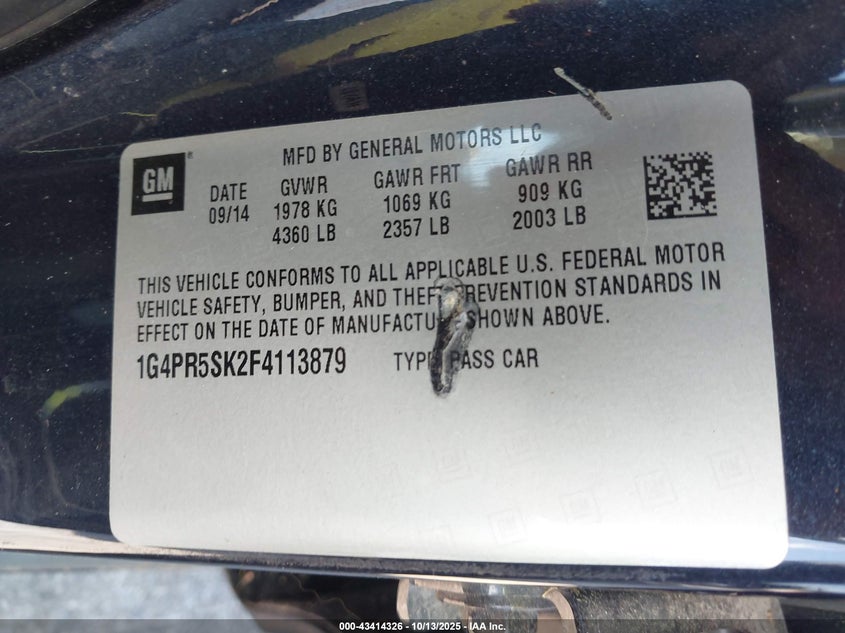 MFD BY GENERAL MOTORS LLC
GM ®
DATE GVWR GAWR FRT GAWR RR
09/14 1978 KG 1069 KG 909 KG
4360 LB 2357 LB 2003 LB
THIS VEHICLE CONFORMS TO ALL APPLICABLE U.S. FEDERAL MOTOR
VEHICLE SAFETY, BUMPER, AND THEFT PREVENTION STANDARDS IN
EFFECT ON THE DATE OF MANUFACTURE SHOWN ABOVE.
1G4PR5SK2F4113879 TYPE PASS CAR
000-43414326 - 10/13/2025 - IAA Inc.